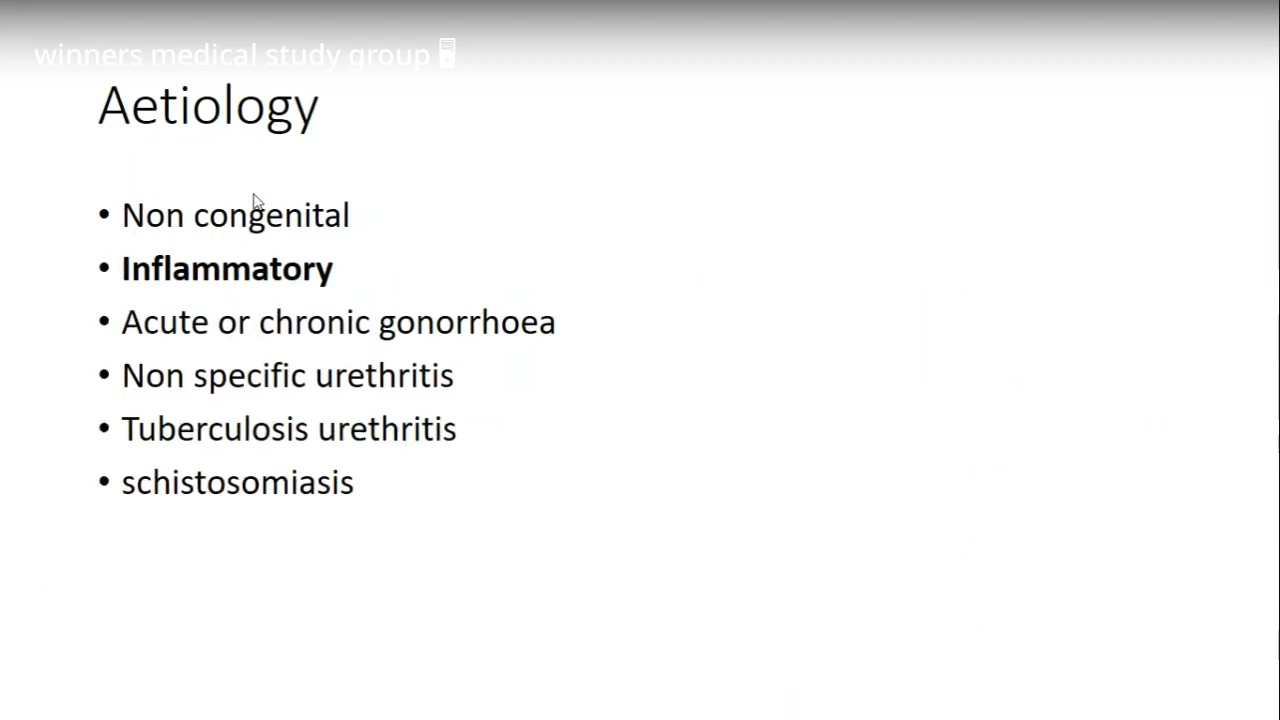 winners medical study group
Aetiology
• Non congenital
• Inflammatory
• Acute or chronic gonorrhoea
• Non specific urethritis
• Tuberculosis urethritis
• schistosomiasis